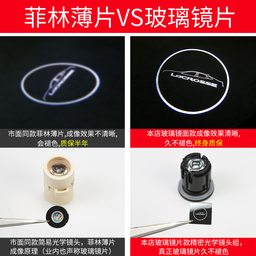 菲林薄片VS玻璃镜片
LACROSSE
市面同款菲林薄片,成像效果不清晰,
会褪色,质保半年
本店玻璃镜面款成像效果清晰,
久不褪色,终身质保
市面同款简易光学镜头，菲林薄片
成像原理（业内也声称玻璃镜片）
本店玻璃镜片款精密光学镜头组,
真正玻璃镜片久不褪色